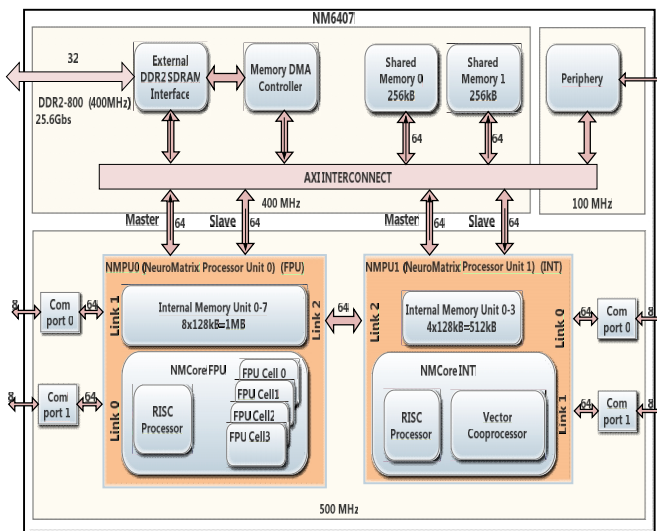 NM6407
32
DDR2-800 (400MHz)
25.6Gbs
External
DDR2 SDRAM
Interface
Memory DMA
Controller
Shared
Memory 0
256kB
Shared
Memory 1
256kB
Periphery
64
64
AXI INTERCONNECT
400 MHz
100 MHz
Master
64
Slave
64
Master
64
Slave
64
NMPU0 (NeuroMatrix Processor Unit 0) (FPU)
Link 1
Internal Memory Unit 0-7
8x128kB=1MB
Link 2
64
NMPU1 (NeuroMatrix Processor Unit 1) (INT)
Link 2
Internal Memory Unit 0-3
4x128kB=512kB
Link 0
8
Com
port 0
64
64
Com
port 0
8
Link 0
NMCore FPU
RISC
Processor
FPU Cell 0
FPU Cell1
FPU Cell2
FPU Cell3
NMCore INT
RISC
Processor
Vector
Cooprocessor
Link 1
8
Com
port 1
64
64
Com
port 1
8
500 MHz